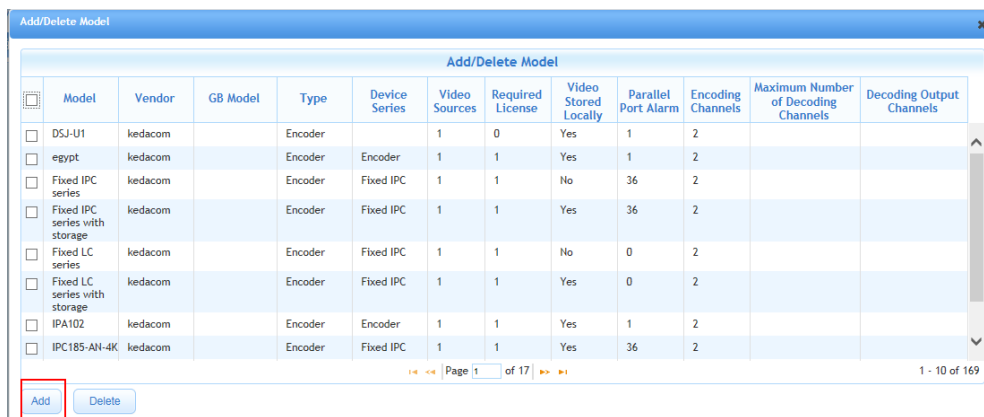 Add/Delete Model
Add/Delete Model
Model Vendor GB Model Type Device Series Video Sources Required License Video Stored Locally Parallel Port Alarm Encoding Channels Maximum Number of Decoding Channels Decoding Output Channels
DSJ-U1 kedacom Encoder 1 0 Yes 1 2
egypt kedacom Encoder Encoder 1 1 Yes 1 2
Fixed IPC series kedacom Encoder Fixed IPC 1 1 No 36 2
Fixed IPC series with storage kedacom Encoder Fixed IPC 1 1 Yes 36 2
Fixed LC series kedacom Encoder Fixed IPC 1 1 No 0 2
Fixed LC series with storage kedacom Encoder Fixed IPC 1 1 Yes 0 2
IPA102 kedacom Encoder Encoder 1 1 Yes 1 2
IPC185-AN-4K kedacom Encoder Fixed IPC 1 1 Yes 36 2
Page 1 of 17 1 - 10 of 169
Add Delete